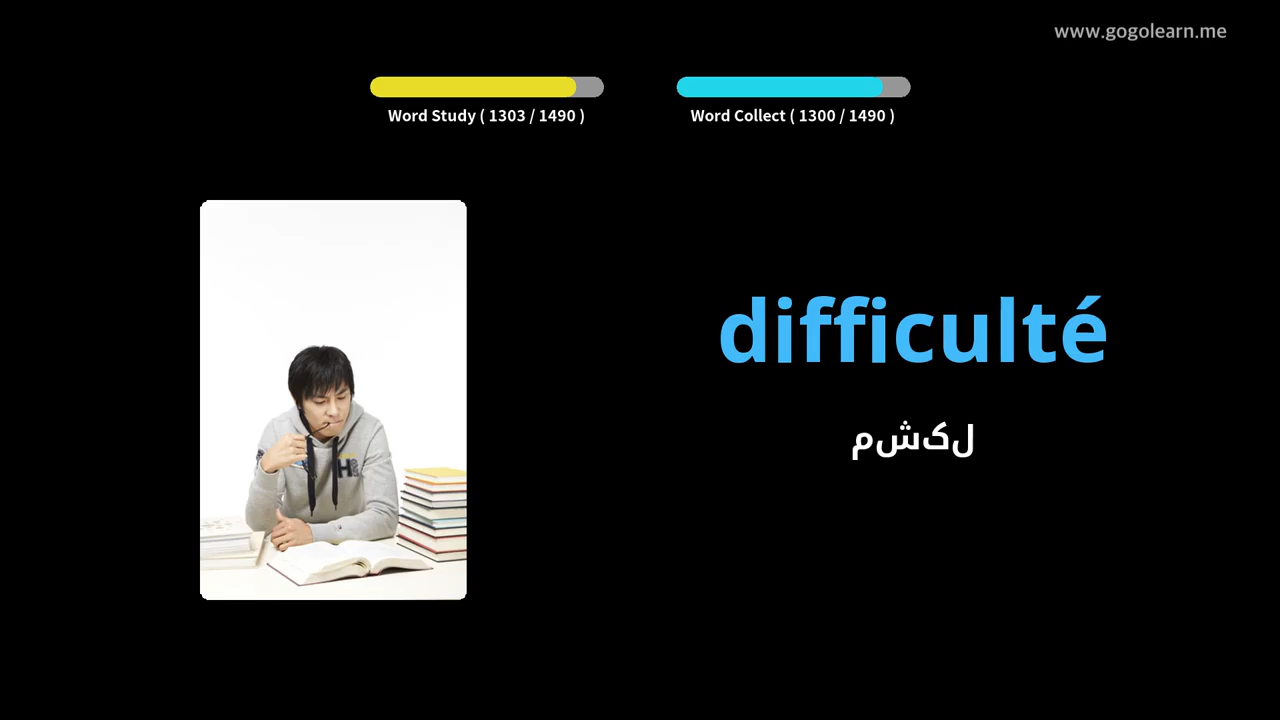 www.gogolearn.me
Word Study ( 1303 / 1490 )
Word Collect ( 1300 / 1490 )
difficulté
مشکل